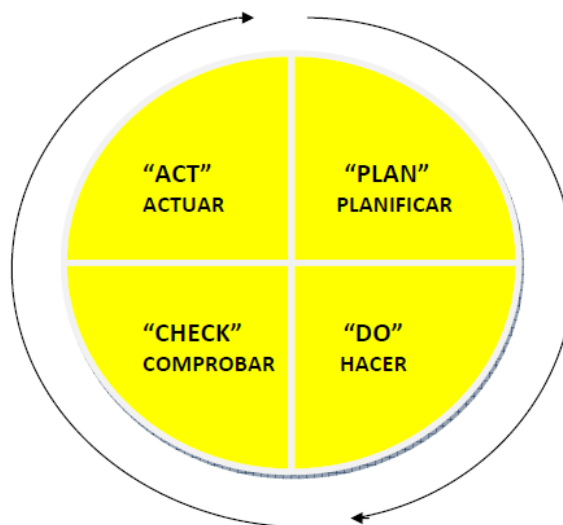 “ACT”
ACTUAR
“PLAN”
PLANIFICAR
“CHECK”
COMPROBAR
“DO”
HACER